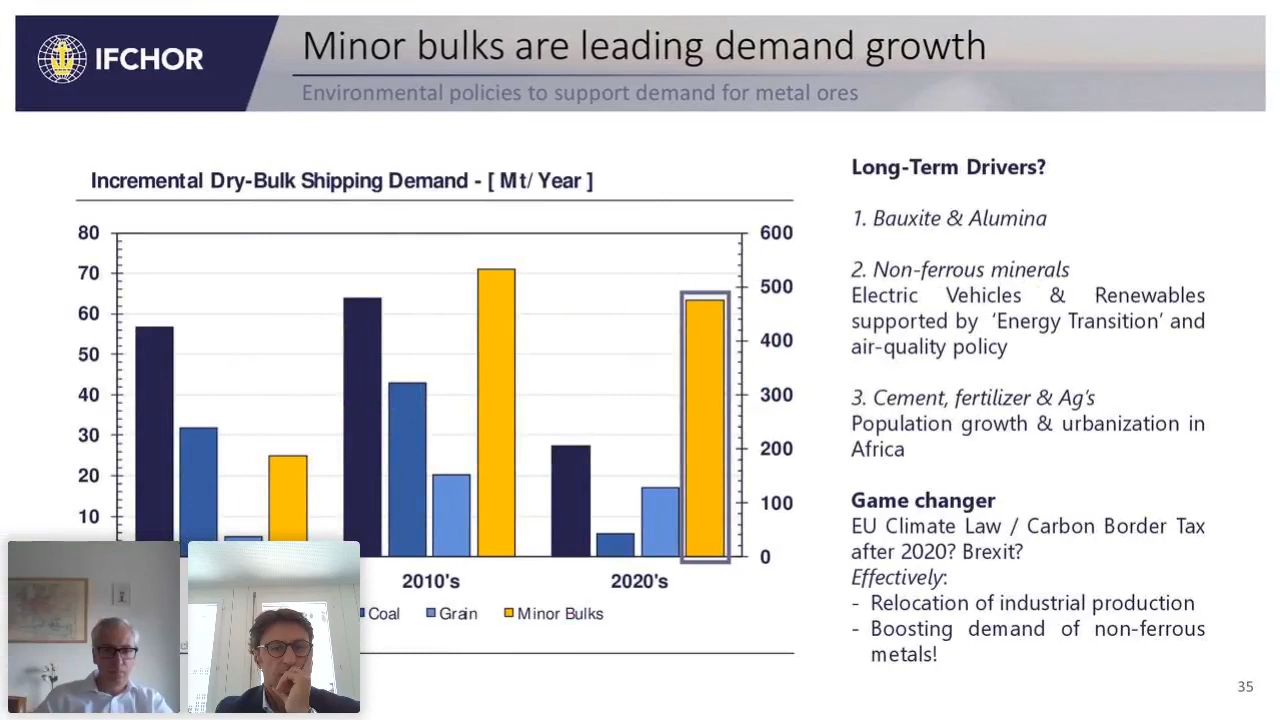 IFCHOR
Minor bulks are leading demand growth
Environmental policies to support demand for metal ores
Incremental Dry-Bulk Shipping Demand - [ Mt/ Year ]
80
70
60
50
40
30
20
10
600
500
400
300
200
100
0
2010's
2020's
Coal
Grain
Minor Bulks
Long-Term Drivers?
1. Bauxite & Alumina
2. Non-ferrous minerals
Electric Vehicles & Renewables
supported by ‘Energy Transition’ and
air-quality policy
3. Cement, fertilizer & Ag’s
Population growth & urbanization in
Africa
Game changer
EU Climate Law / Carbon Border Tax
after 2020? Brexit?
Effectively:
- Relocation of industrial production
- Boosting demand of non-ferrous
metals!
35